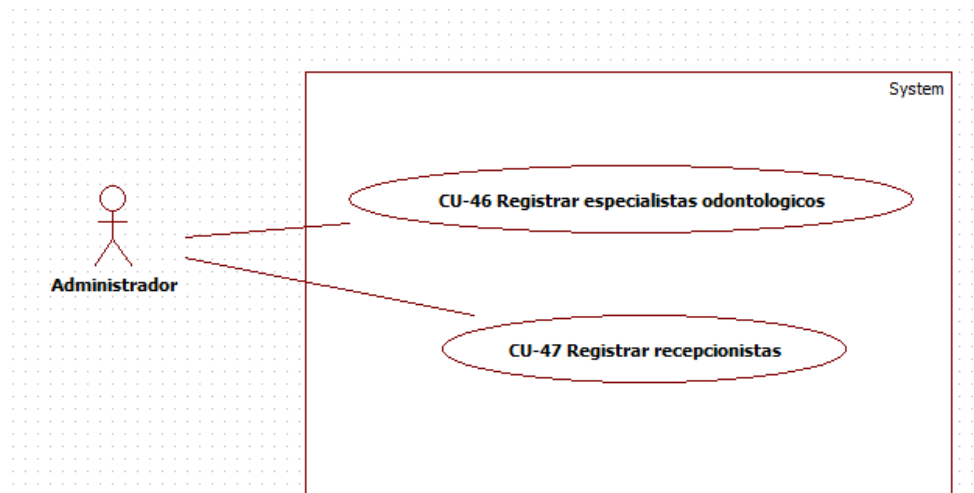 System
CU-46 Registrar especialistas odontologicos
Administrador
CU-47 Registrar recepcionistas